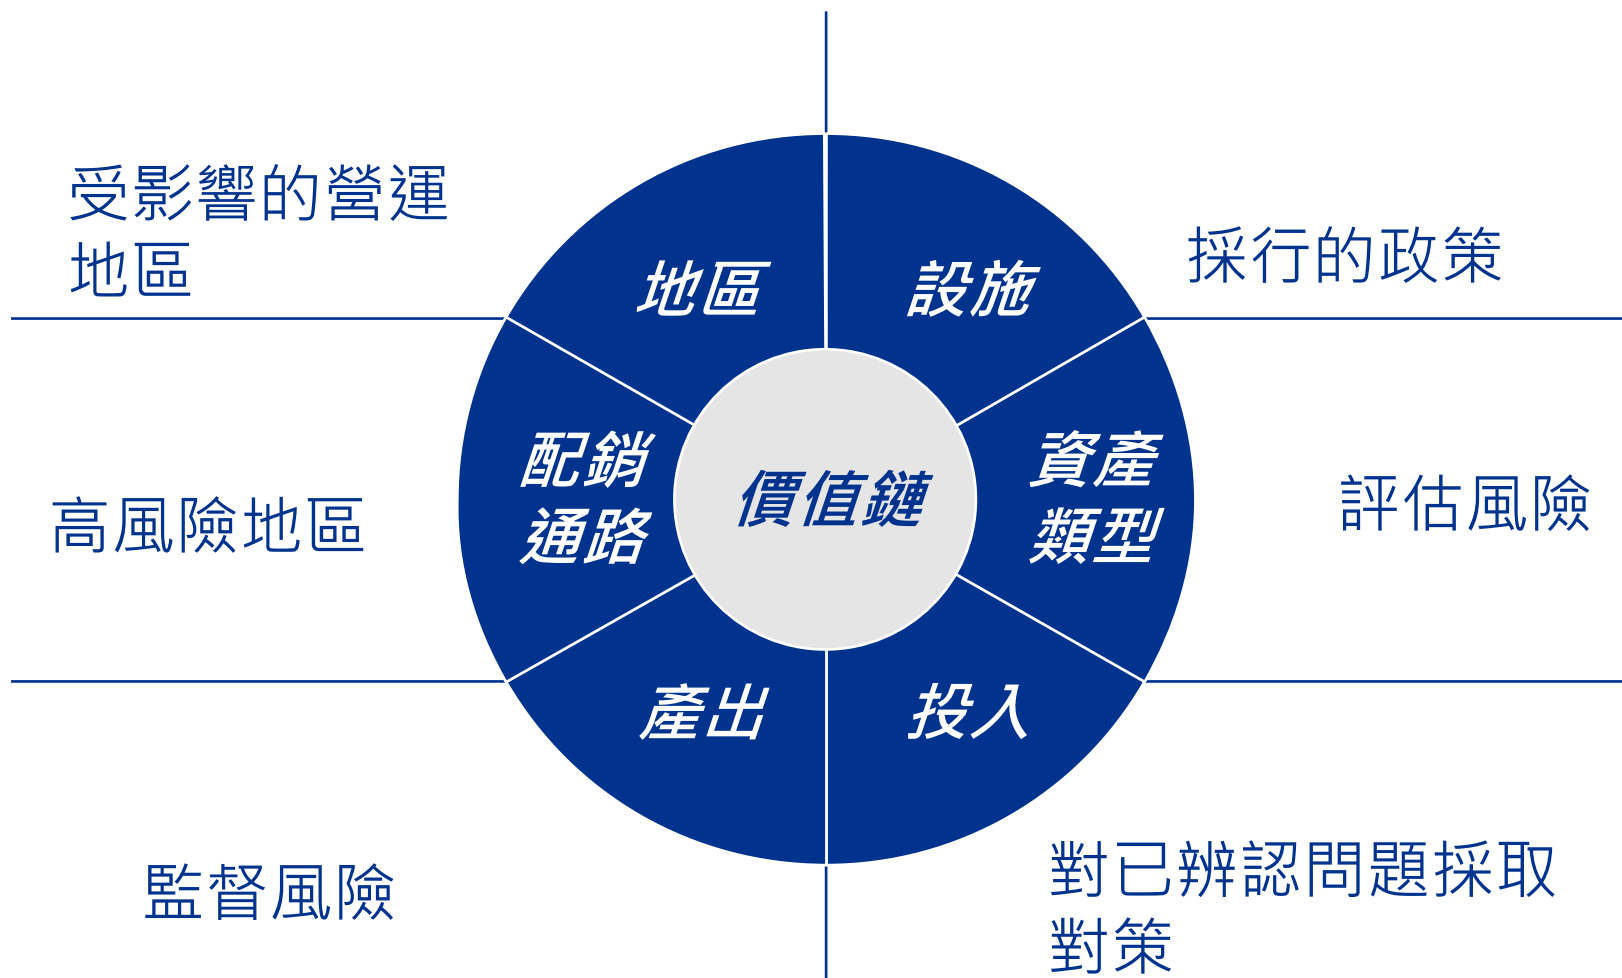 受影響的營運
地區
採行的政策
地區
設施
配銷
通路
價值鏈
資產
類型
高風險地區
評估風險
產出
投入
監督風險
對已辨認問題採取
對策